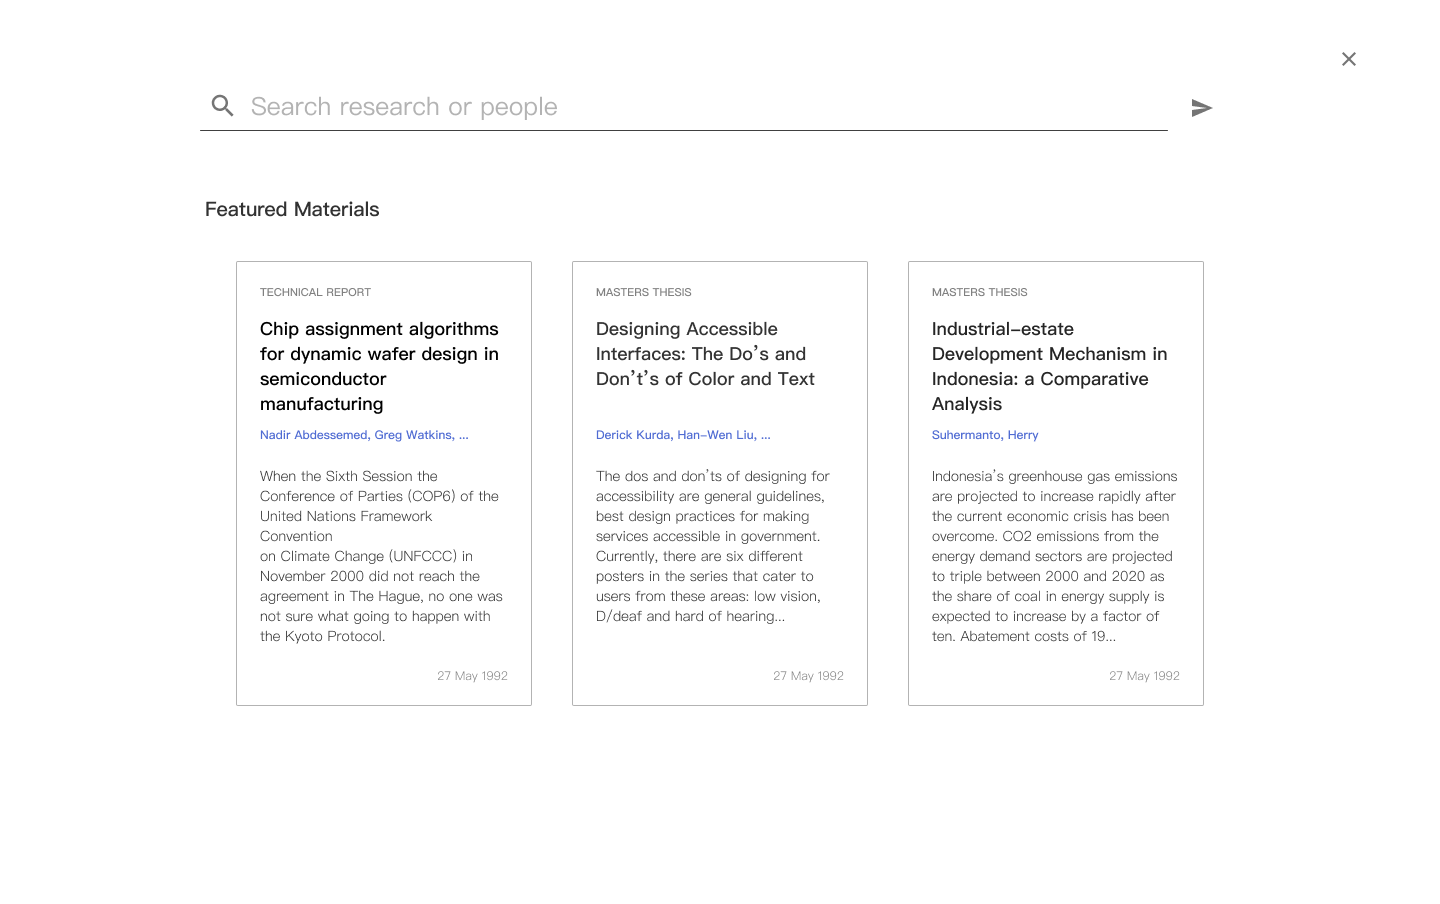 Search research or people
Featured Materials
TECHNICAL REPORT
Chip assignment algorithms
for dynamic wafer design in
semiconductor
manufacturing
Nadir Abdessemed, Greg Watkins, ...
When the Sixth Session the
Conference of Parties (COP6) of the
United Nations Framework
Convention
on Climate Change (UNFCCC) in
November 2000 did not reach the
agreement in The Hague, no one was
not sure what going to happen with
the Kyoto Protocol.
27 May 1992
MASTERS THESIS
Designing Accessible
Interfaces: The Do’s and
Don’t’s of Color and Text
Derick Kurda, Han-Wen Liu, ...
The dos and don’ts of designing for
accessibility are general guidelines,
best design practices for making
services accessible in government.
Currently, there are six different
posters in the series that cater to
users from these areas: low vision,
D/deaf and hard of hearing...
27 May 1992
MASTERS THESIS
Industrial-estate
Development Mechanism in
Indonesia: a Comparative
Analysis
Suhermanto, Herry
Indonesia’s greenhouse gas emissions
are projected to increase rapidly after
the current economic crisis has been
overcome. CO2 emissions from the
energy demand sectors are projected
to triple between 2000 and 2020 as
the share of coal in energy supply is
expected to increase by a factor of
ten. Abatement costs of 19...
27 May 1992